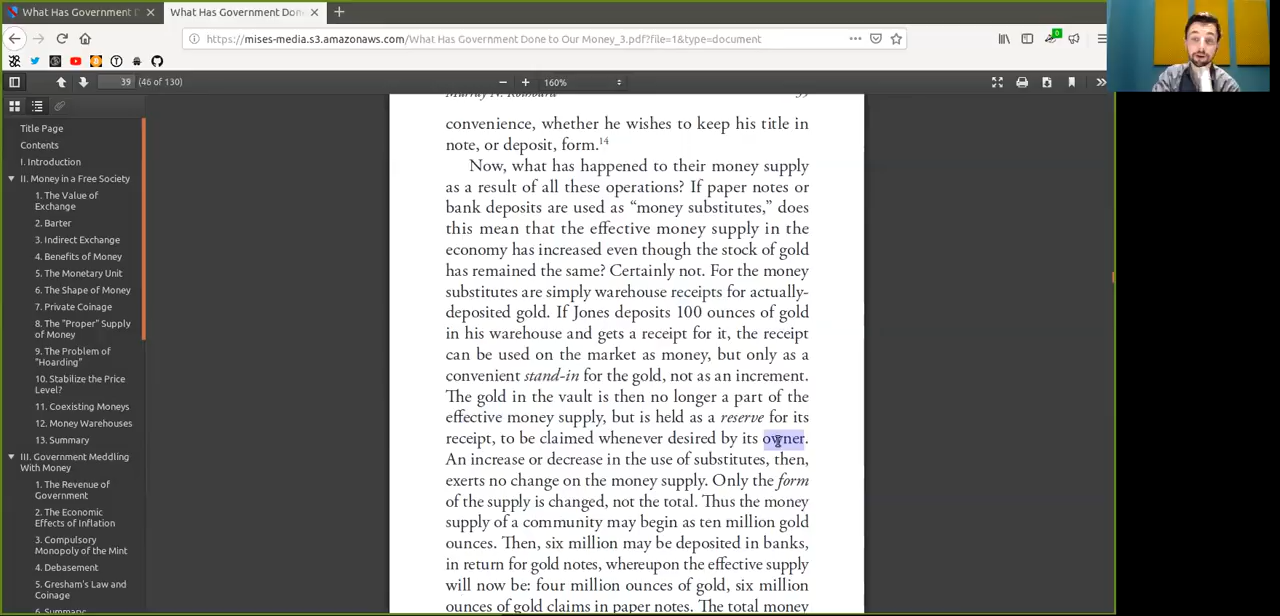 What Has Government D
What Has Government Don
https://mises-media.s3.amazonaws.com/What Has Government Done to Our Money_3.pdf?file=1&type=document
0
39 (46 of 130)
160%
Title Page
Contents
I. Introduction
II. Money in a Free Society
1. The Value of
Exchange
2. Barter
3. Indirect Exchange
4. Benefits of Money
5. The Monetary Unit
6. The Shape of Money
7. Private Coinage
8. The "Proper" Supply
of Money
9. The Problem of
"Hoarding"
10. Stabilize the Price
Level?
11. Coexisting Moneys
12. Money Warehouses
13. Summary
III. Government Meddling
With Money
1. The Revenue of
Government
2. The Economic
Effects of Inflation
3. Compulsory
Monopoly of the Mint
4. Debasement
5. Gresham's Law and
Coinage
6. Summary
Murray N. Rothbard 39
convenience, whether he wishes to keep his title in
note, or deposit, form.14
Now, what has happened to their money supply
as a result of all these operations? If paper notes or
bank deposits are used as “money substitutes,” does
this mean that the effective money supply in the
economy has increased even though the stock of gold
has remained the same? Certainly not. For the money
substitutes are simply warehouse receipts for actually-
deposited gold. If Jones deposits 100 ounces of gold
in his warehouse and gets a receipt for it, the receipt
can be used on the market as money, but only as a
convenient stand-in for the gold, not as an increment.
The gold in the vault is then no longer a part of the
effective money supply, but is held as a reserve for its
receipt, to be claimed whenever desired by its owner.
An increase or decrease in the use of substitutes, then,
exerts no change on the money supply. Only the form
of the supply is changed, not the total. Thus the money
supply of a community may begin as ten million gold
ounces. Then, six million may be deposited in banks,
in return for gold notes, whereupon the effective supply
will now be: four million ounces of gold, six million
ounces of gold claims in paper notes. The total money